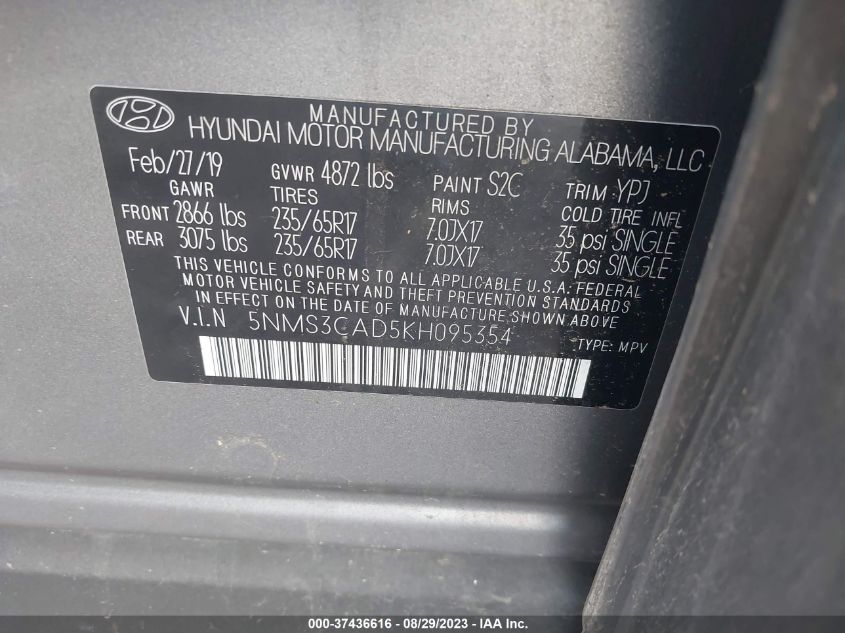 MANUFACTURED BY
HYUNDAI MOTOR MANUFACTURING ALABAMA, LLC
Feb/27/19 GVWR 4872 lbs PAINT S2C TRIM YPJ
GAWR TIRES RIMS COLD TIRE INFL
FRONT 2866 lbs 235/65R17 7.0JX17 35 psi SINGLE
REAR 3075 lbs 235/65R17 7.0JX17 35 psi SINGLE
THIS VEHICLE CONFORMS TO ALL APPLICABLE U.S.A. FEDERAL
MOTOR VEHICLE SAFETY AND THEFT PREVENTION STANDARDS
IN EFFECT ON THE DATE OF MANUFACTURE SHOWN ABOVE
V.I.N 5NMS3CAD5KH095354 TYPE: MPV
000-37436616 - 08/29/2023 - IAAI.COM